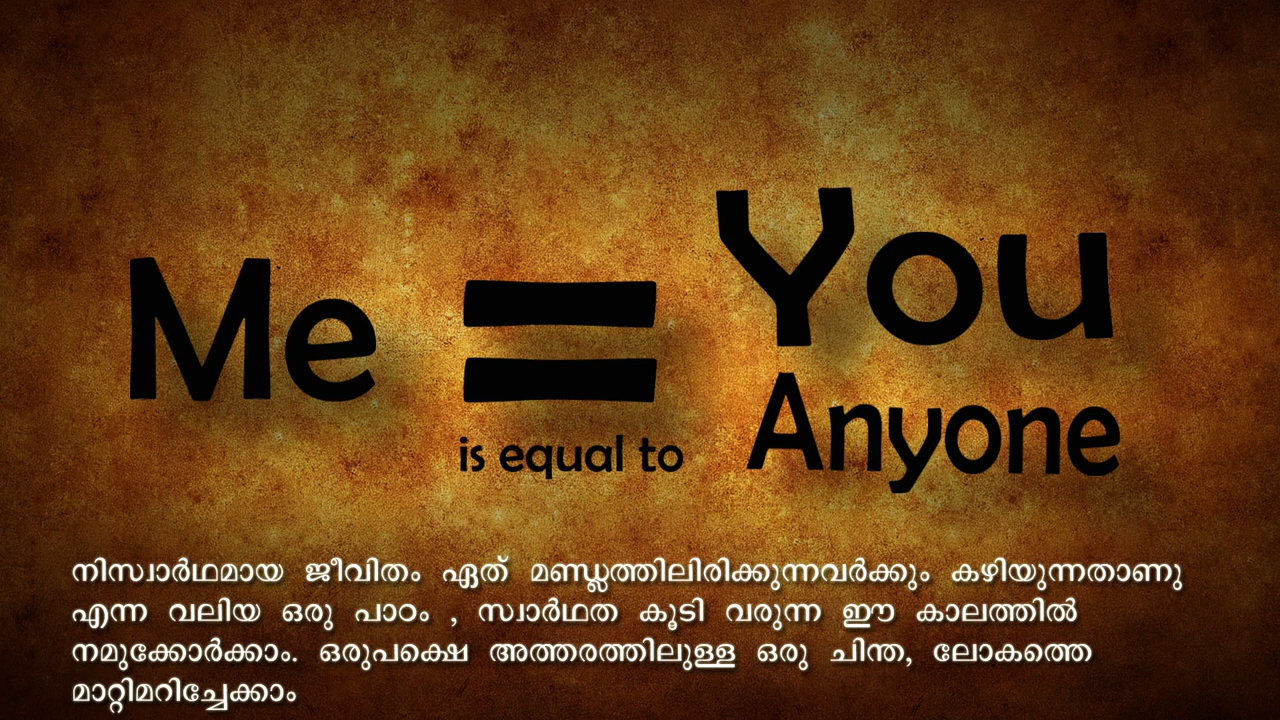 Me = You
is equal to Anyone
നിസ്വാർഥമായ ജീവിതം ഏത് മണ്ഡ്ലത്തിലിരിക്കുന്നവർക്കും കഴിയുന്നതാണു
എന്ന വലിയ ഒരു പാഠം , സ്വാർഥത കൂടി വരുന്ന ഈ കാലത്തിൽ
നമുക്കോർക്കാം. ഒരുപക്ഷെ അത്തരത്തിലുള്ള ഒരു ചിന്ത, ലോകത്തെ
മാറ്റിമറിച്ചേക്കാം